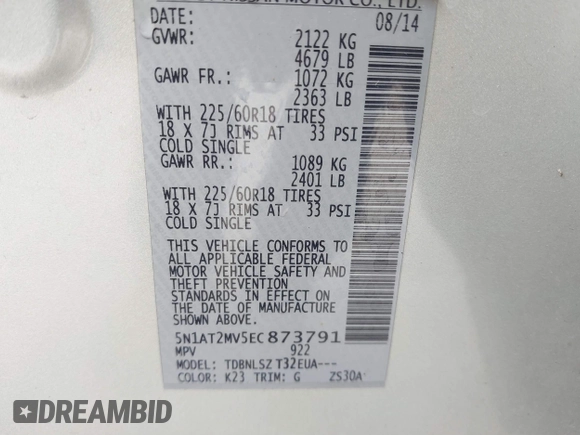 NISSAN MOTOR CO., LTD.
DATE: 08/14
GVWR: 2122 KG
4679 LB
GAWR FR.: 1072 KG
2363 LB
WITH 225/60R18 TIRES
18 X 7J RIMS AT 33 PSI
COLD SINGLE
GAWR RR.: 1089 KG
2401 LB
WITH 225/60R18 TIRES
18 X 7J RIMS AT 33 PSI
COLD SINGLE
THIS VEHICLE CONFORMS TO
ALL APPLICABLE FEDERAL
MOTOR VEHICLE SAFETY AND
THEFT PREVENTION
STANDARDS IN EFFECT ON
THE DATE OF MANUFACTURE
SHOWN ABOVE.
5N1AT2MV5EC873791
MPV 922
MODEL: TDBNLSZ T32EUA---
COLOR: K23 TRIM: G ZS30A
DREAMBID